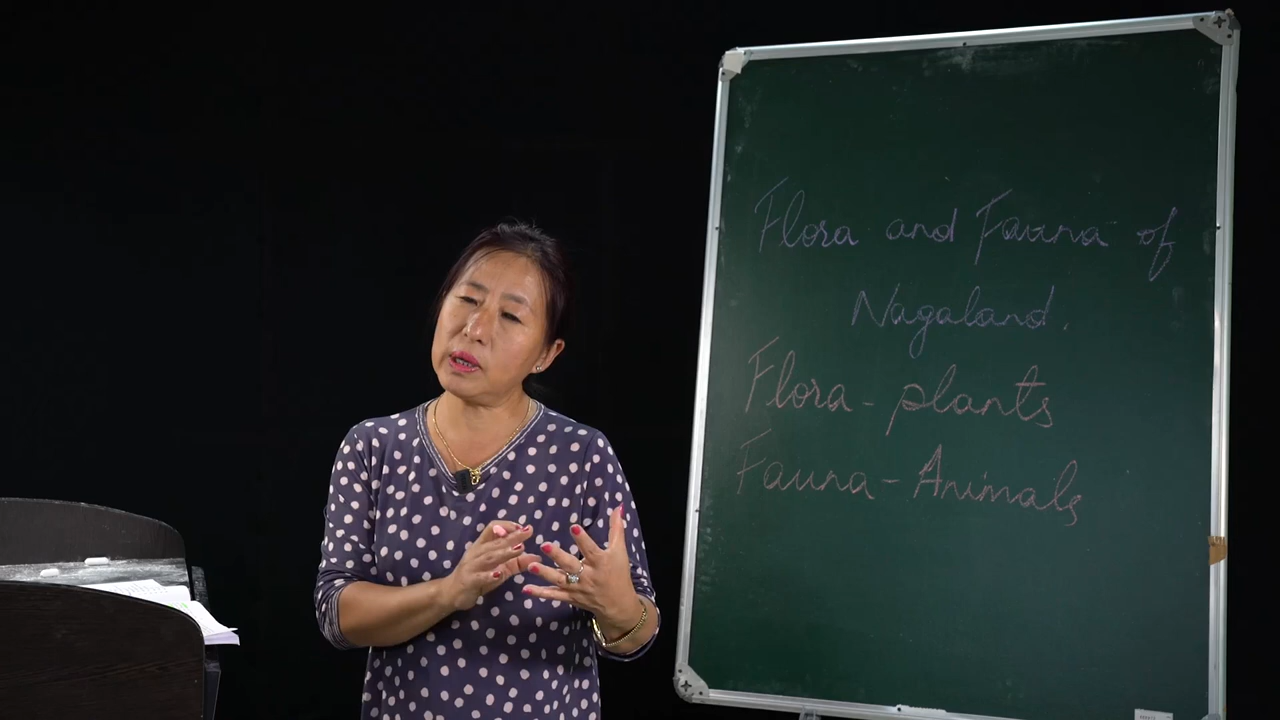 Flora and Fauna of
Nagaland.
Flora - plants
Fauna - Animals